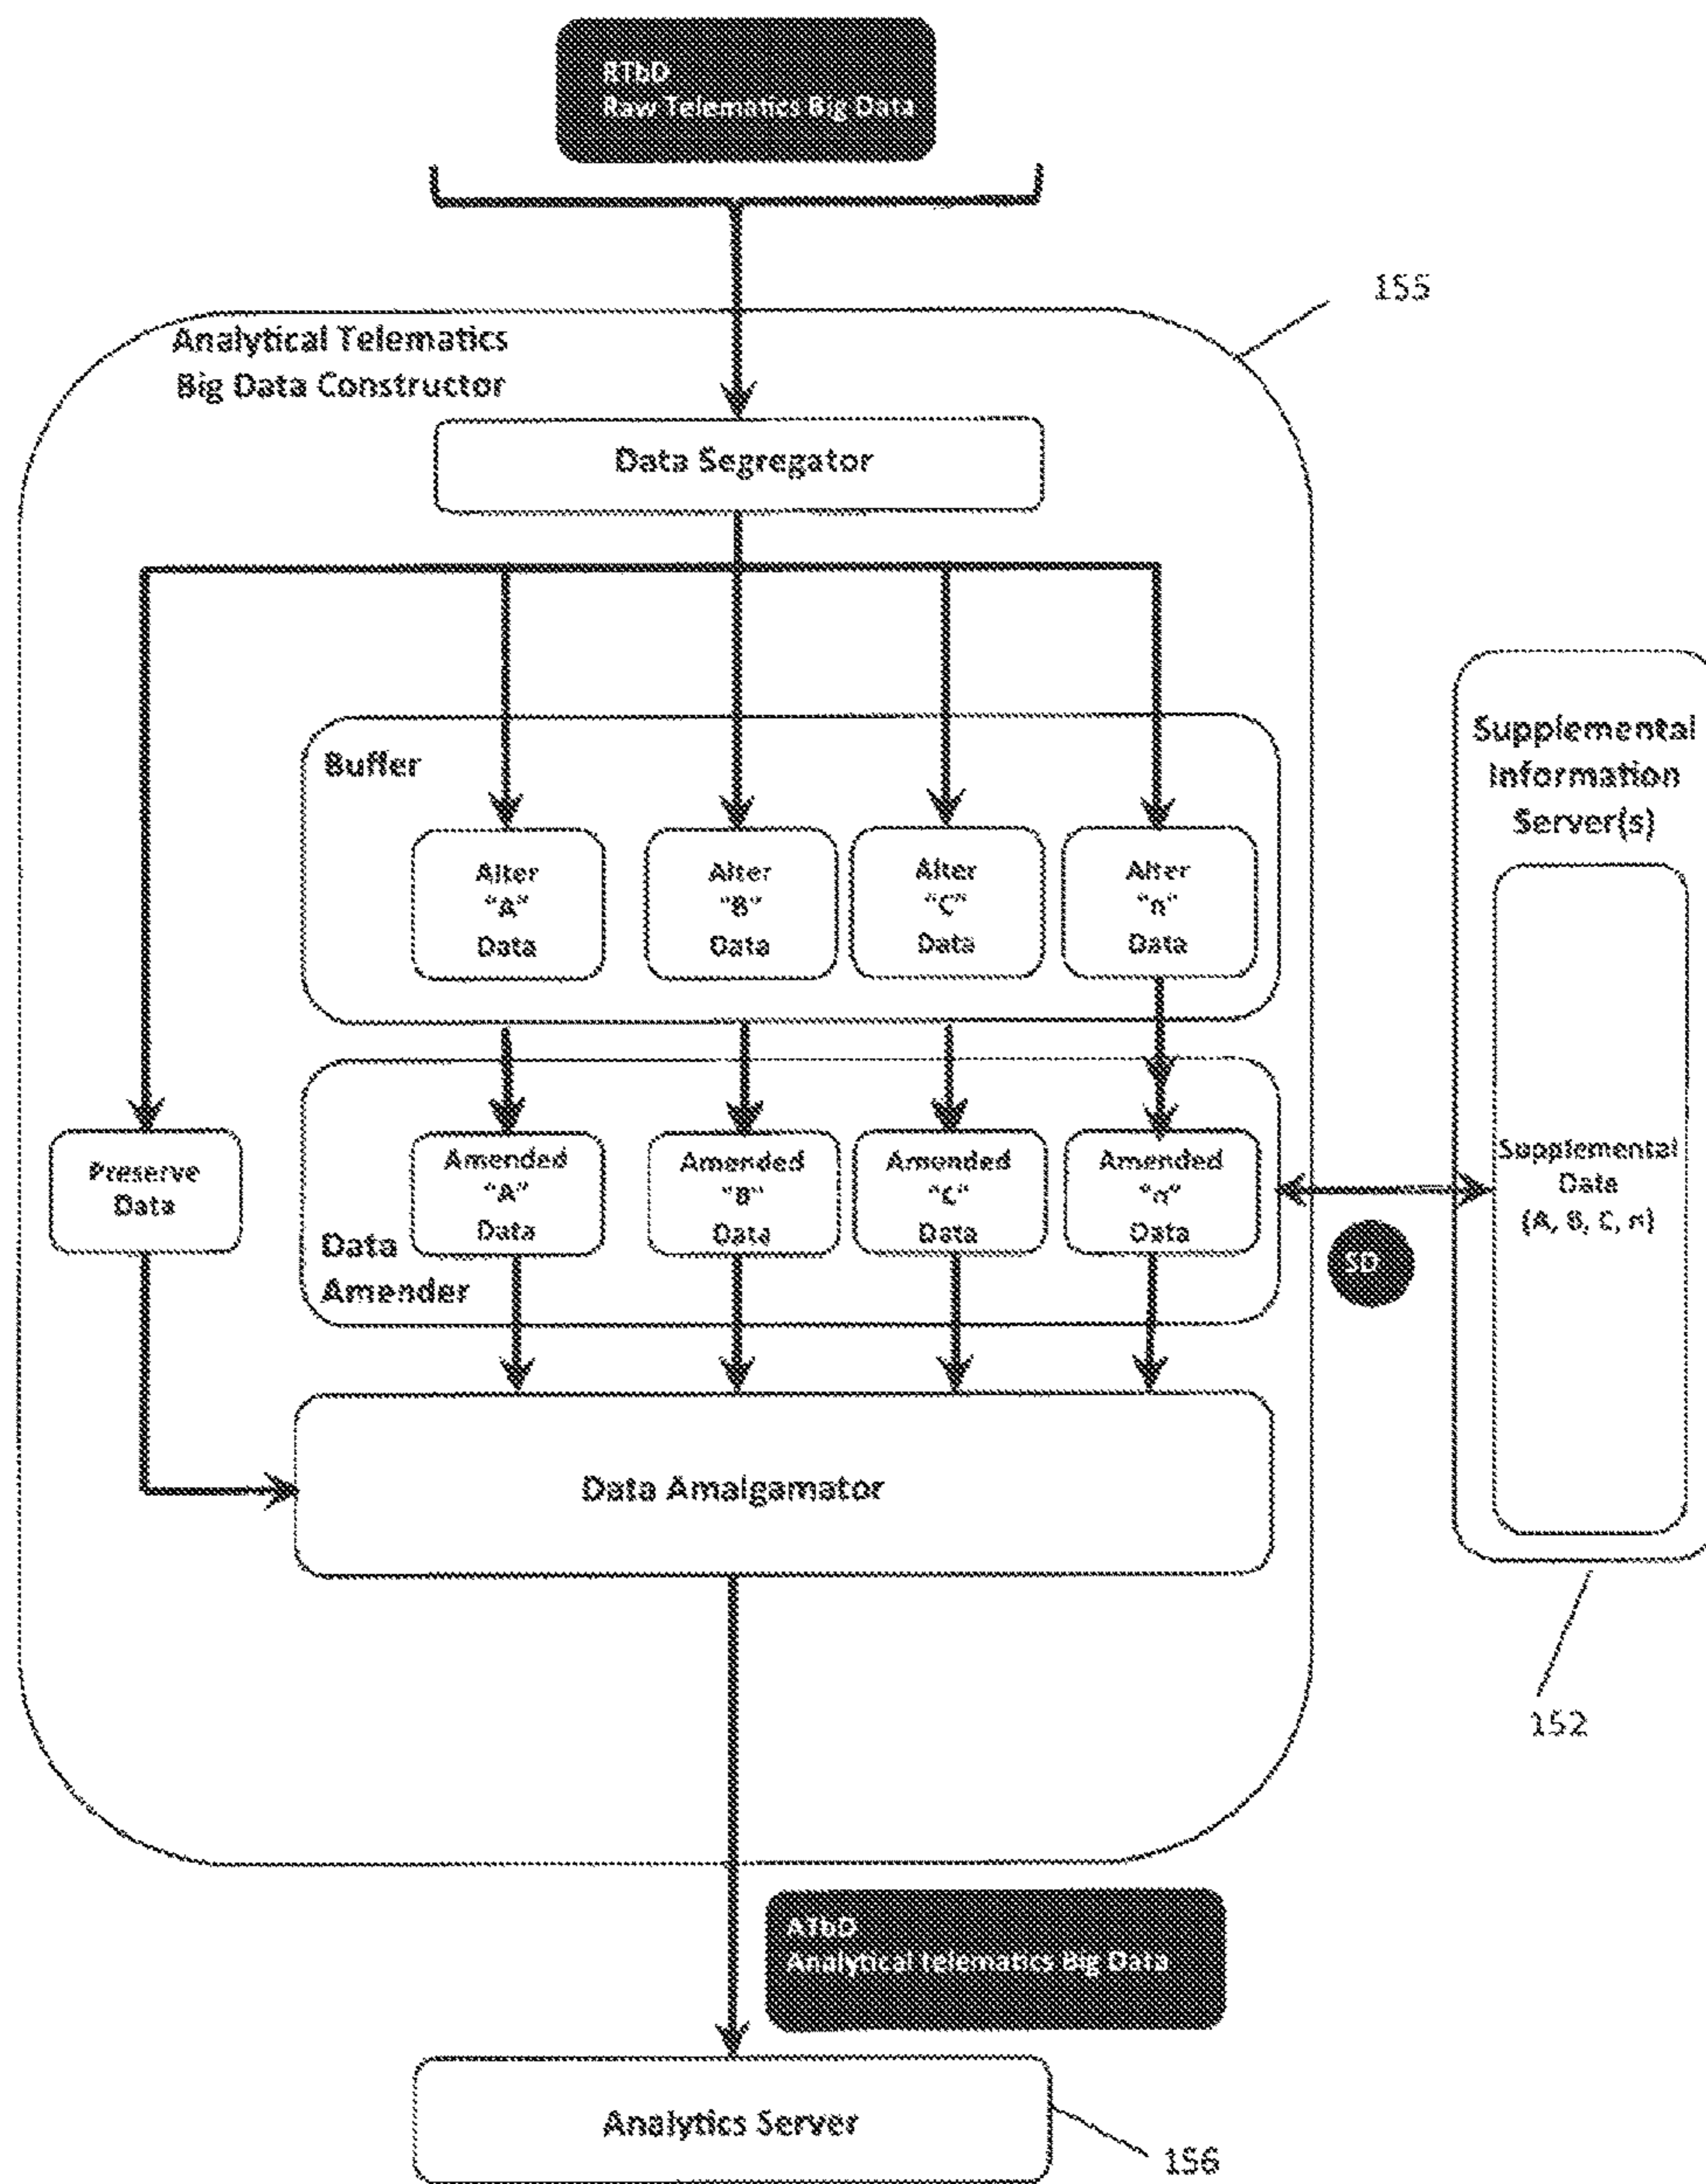 RTbD
Raw Telematics Big Data
155
Analytical Telematics
Big Data Constructor
Data Segregator
Buffer
Alter
"A"
Data
Alter
"B"
Data
Alter
"C"
Data
Alter
"n"
Data
Supplemental
Information
Server(s)
Preserve
Data
Data
Amender
Amended
"A"
Data
Amended
"B"
Data
Amended
"C"
Data
Amended
"n"
Data
Supplemental
Data
(A, B, C, n)
SD
Data Amalgamator
152
ATbD
Analytical telematics Big Data
Analytics Server
156